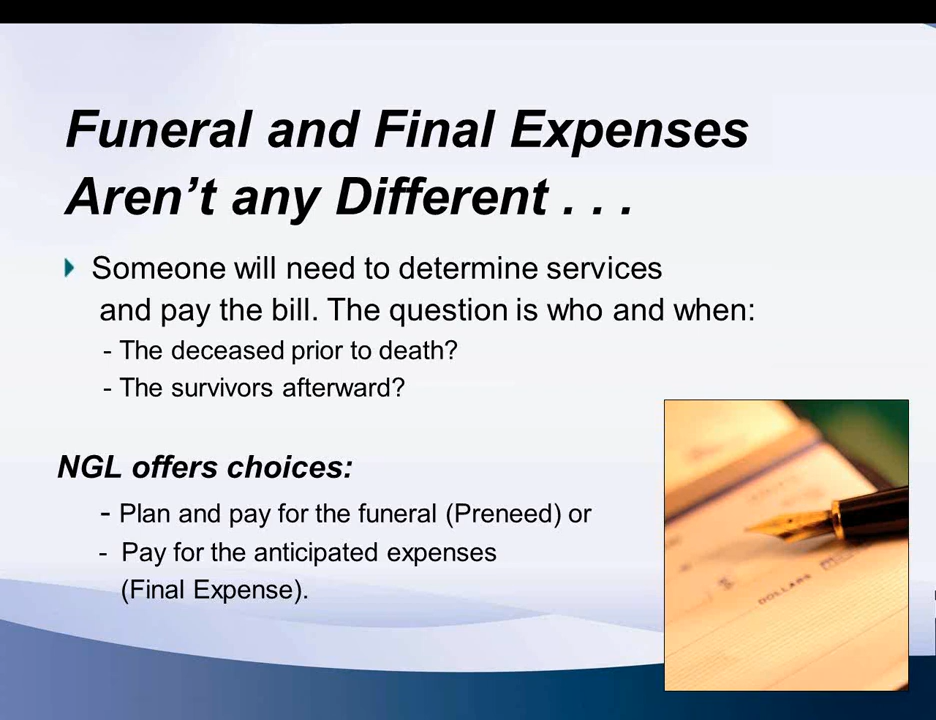 Funeral and Final Expenses
Aren’t any Different . . .
Someone will need to determine services
and pay the bill. The question is who and when:
- The deceased prior to death?
- The survivors afterward?
NGL offers choices:
- Plan and pay for the funeral (Preneed) or
- Pay for the anticipated expenses
(Final Expense).
DOLLARS